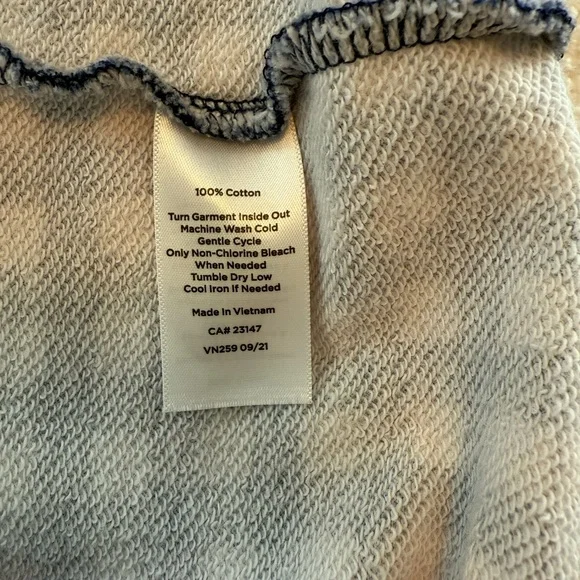 100% Cotton
Turn Garment Inside Out
Machine Wash Cold
Gentle Cycle
Only Non-Chlorine Bleach
When Needed
Tumble Dry Low
Cool Iron If Needed
Made in Vietnam
CA# 23147
VN259 09/21